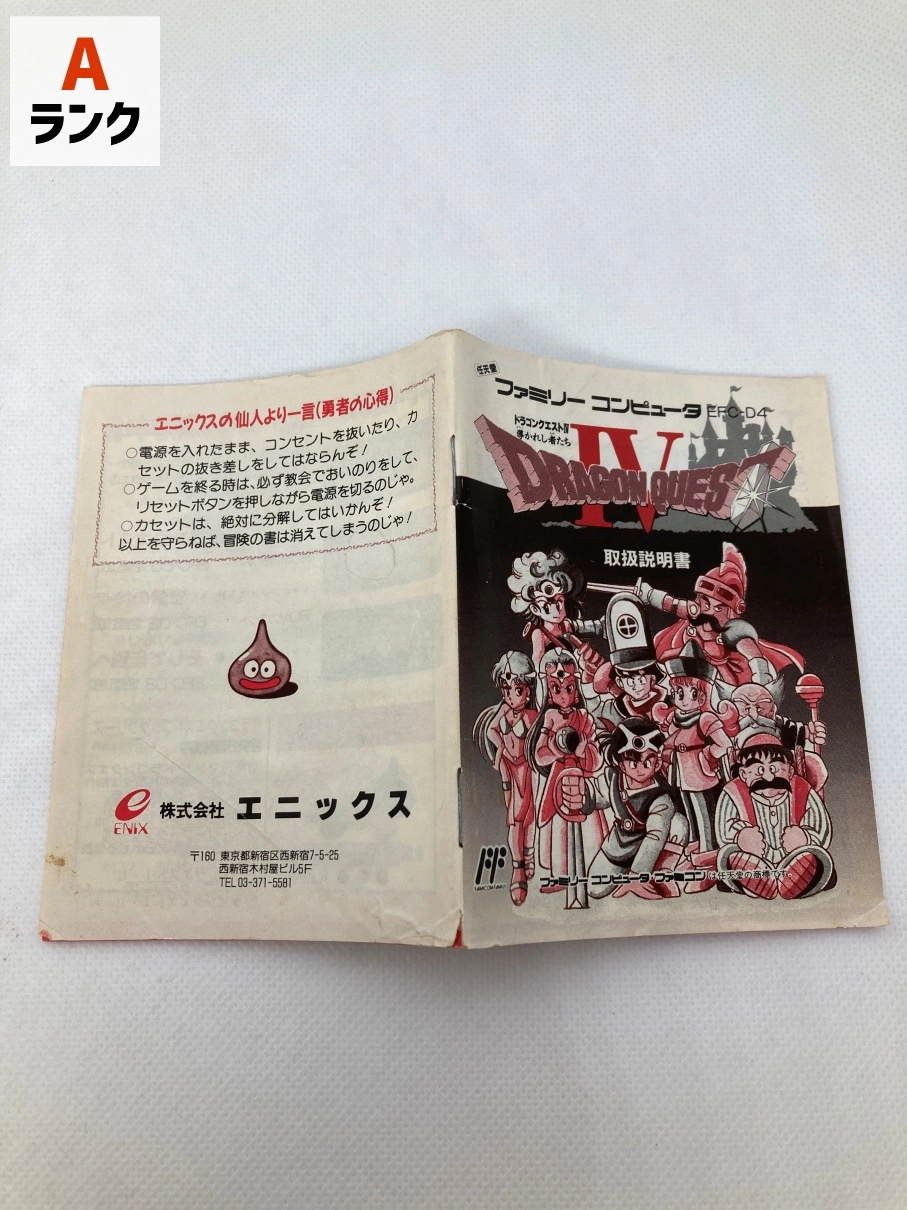 A
ランク
エニックスの仙人より一言(勇者の心得)
○電源を入れたまま、コンセントを抜いたり、カ
セットの抜き差しをしてはならんぞ!
○ゲームを終る時は、必ず教会でおいのりをして、
リセットボタンを押しながら電源を切るのじゃ。
○カセットは、絶対に分解してはいかんぞ!
以上を守らねば、冒険の書は消えてしまうのじゃ!
ENIX
株式会社 エニックス
〒160 東京都新宿区西新宿7-5-25
西新宿木村屋ビル5F
TEL 03-371-5581
任天堂
ファミリー コンピュータ EFC-D4
ドラゴンクエストIV
導かれし者たち
IV
DRAGON QUEST
取扱説明書
FAMICOM FAMILY
ファミリー コンピュータ・ファミコンは任天堂の商標です。